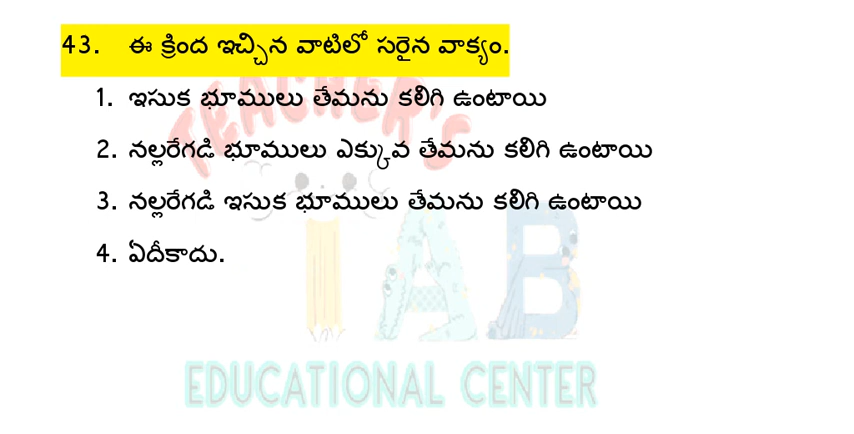 43. ఈ క్రింద ఇచ్చిన వాటిలో సరైన వాక్యం.
1. ఇసుక భూములు తేమను కలిగి ఉంటాయి
2. నల్లరేగడి భూములు ఎక్కువ తేమను కలిగి ఉంటాయి
3. నల్లరేగడి ఇసుక భూములు తేమను కలిగి ఉంటాయి
4. ఏదీకాదు.
TEACHER'S
IAB
EDUCATIONAL CENTER